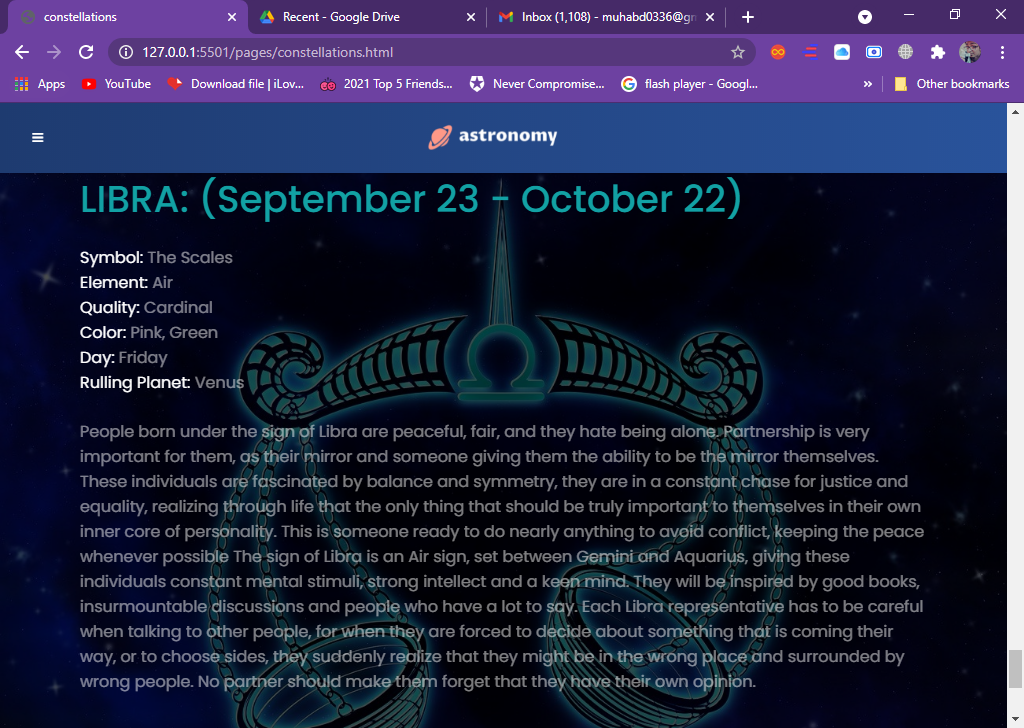 constellations
Recent - Google Drive
Inbox (1,108) - muhabd0336@gm
127.0.0.1:5501/pages/constellations.html
Apps
YouTube
Download file | iLov...
2021 Top 5 Friends...
Never Compromise...
flash player - Googl...
»
Other bookmarks
astronomy
LIBRA: (September 23 - October 22)
Symbol: The Scales
Element: Air
Quality: Cardinal
Color: Pink, Green
Day: Friday
Rulling Planet: Venus
People born under the sign of Libra are peaceful, fair, and they hate being alone. Partnership is very
important for them, as their mirror and someone giving them the ability to be the mirror themselves.
These individuals are fascinated by balance and symmetry, they are in a constant chase for justice and
equality, realizing through life that the only thing that should be truly important to themselves in their own
inner core of personality. This is someone ready to do nearly anything to avoid conflict, keeping the peace
whenever possible The sign of Libra is an Air sign, set between Gemini and Aquarius, giving these
individuals constant mental stimuli, strong intellect and a keen mind. They will be inspired by good books,
insurmountable discussions and people who have a lot to say. Each Libra representative has to be careful
when talking to other people, for when they are forced to decide about something that is coming their
way, or to choose sides, they suddenly realize that they might be in the wrong place and surrounded by
wrong people. No partner should make them forget that they have their own opinion.